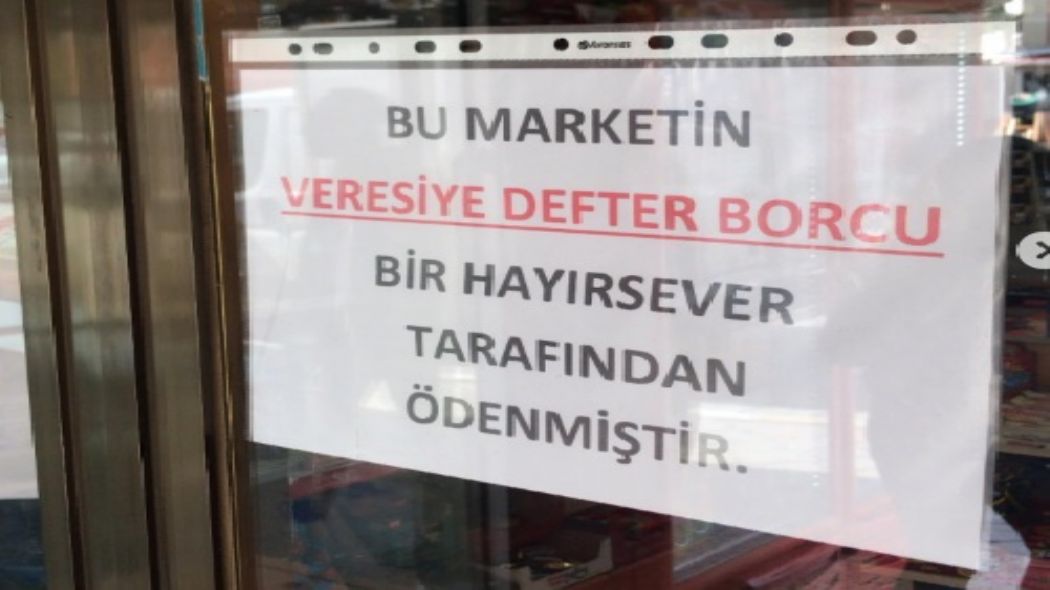 BU MARKETİN
VERESİYE DEFTER BORCU
BİR HAYIRSEVER
TARAFINDAN
ÖDENMİŞTİR.